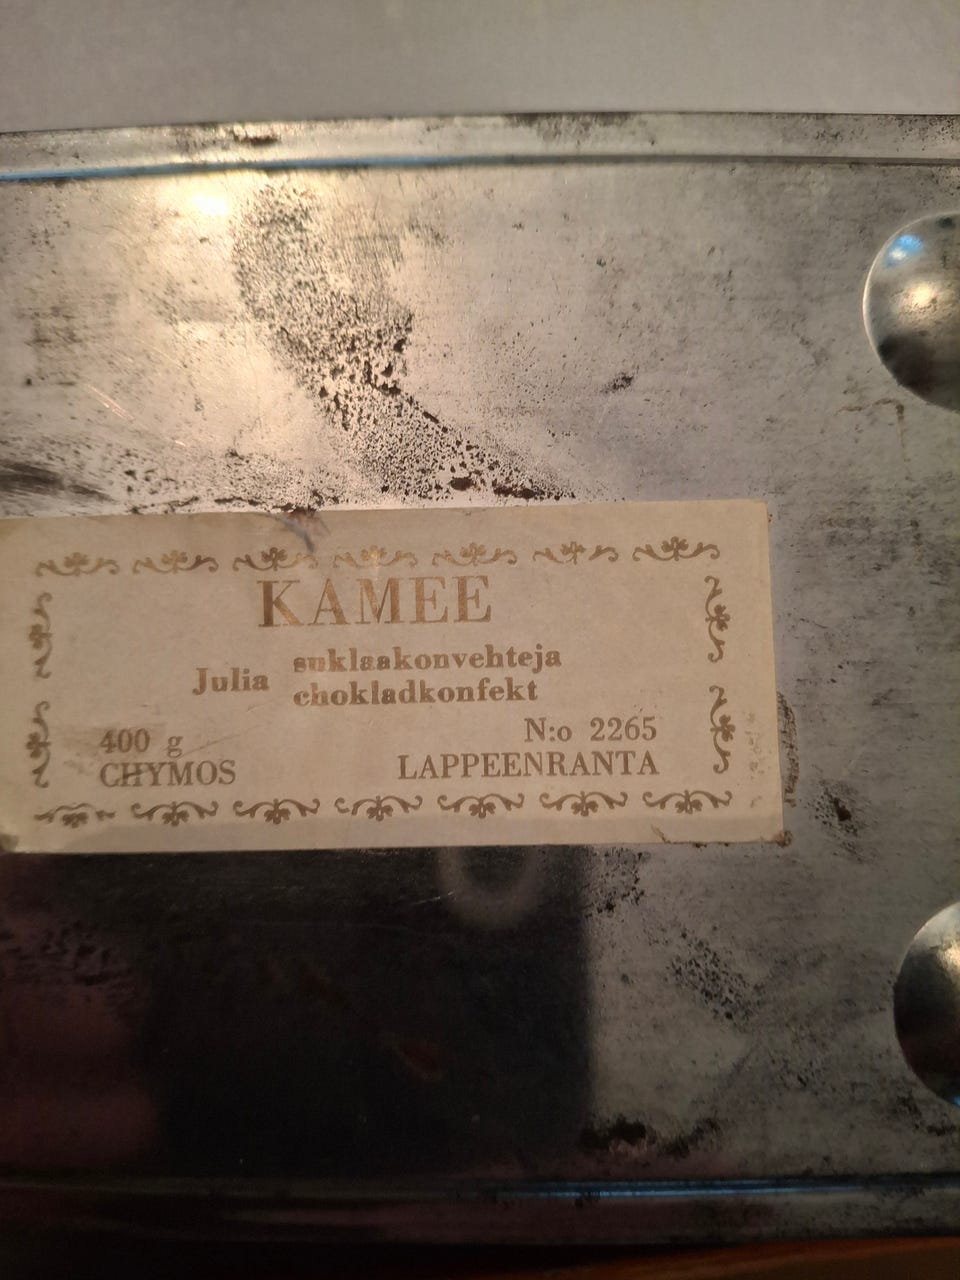 KAMEE
Julia suklaakonvehteja
chokladkonfekt
N:o 2265
400 g
CHYMOS LAPPEENRANTA